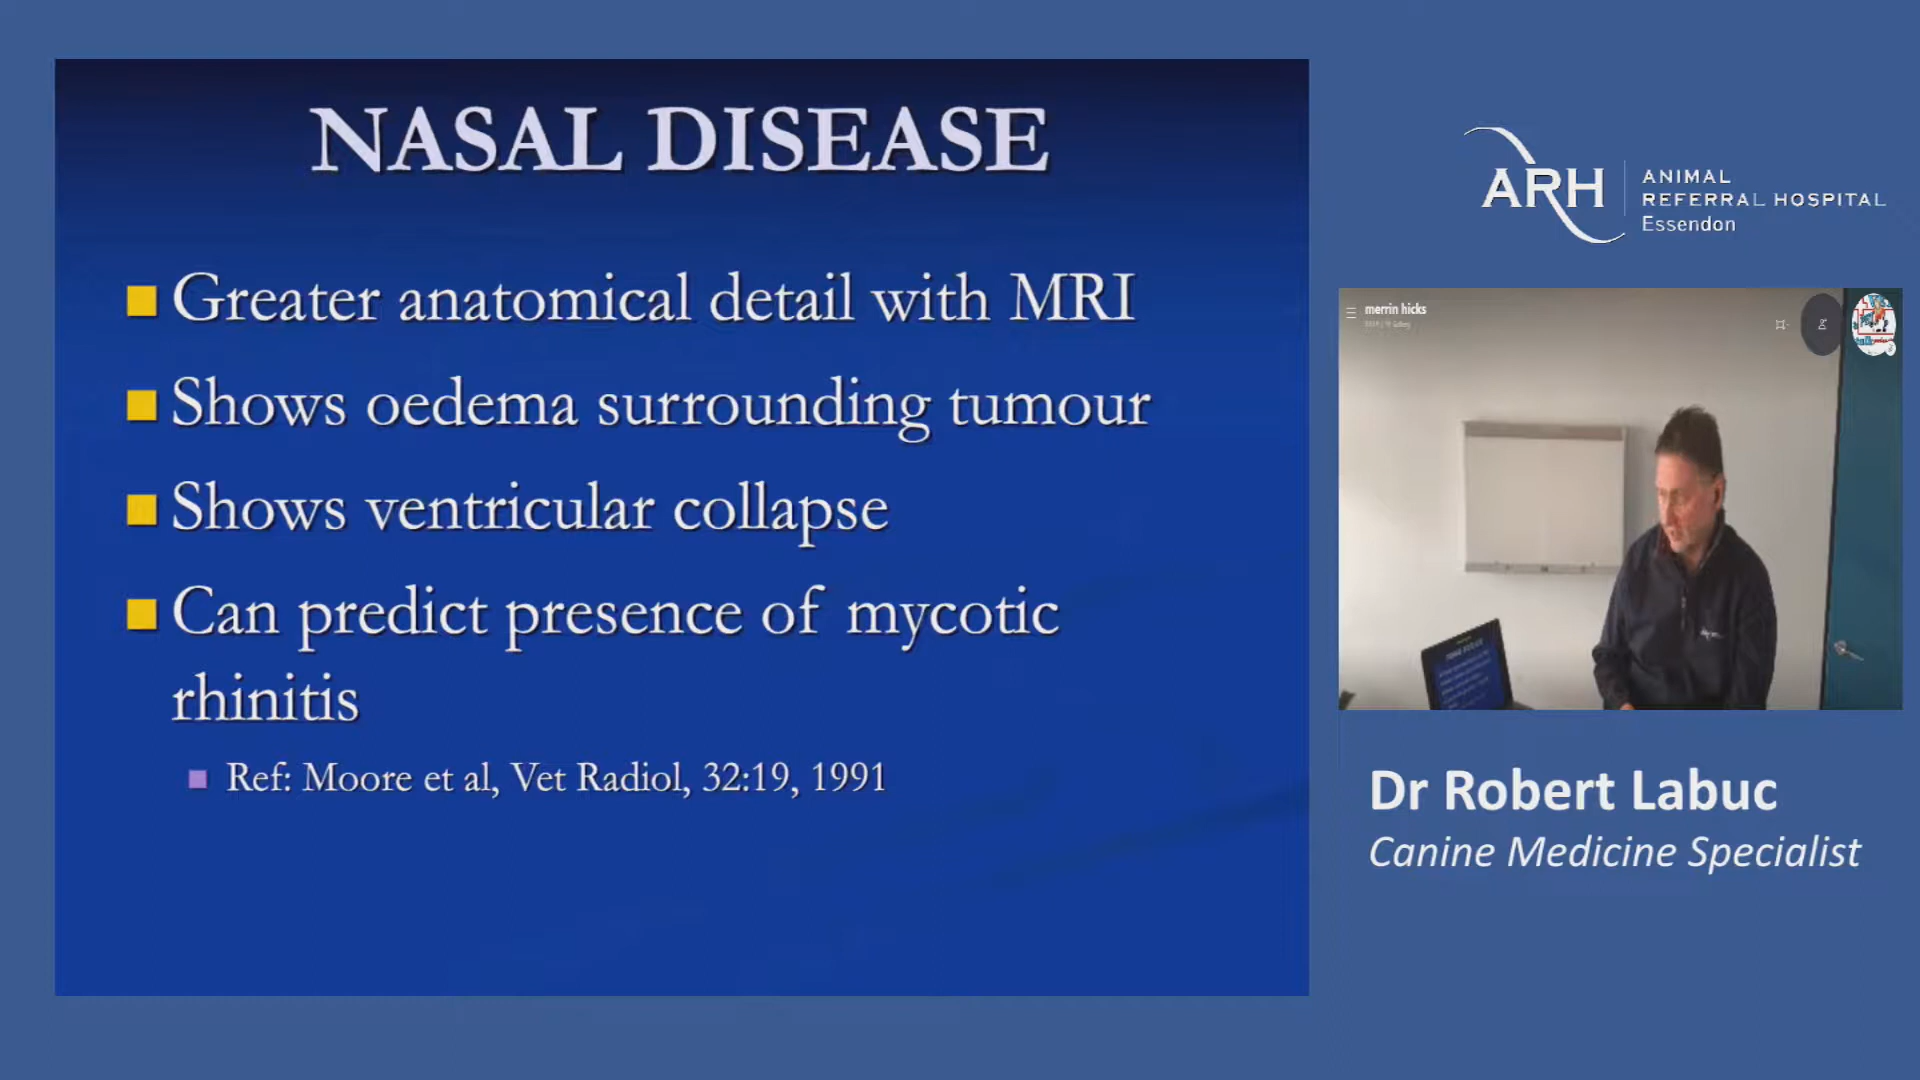 NASAL DISEASE
Greater anatomical detail with MRI
Shows oedema surrounding tumour
Shows ventricular collapse
Can predict presence of mycotic
rhinitis
Ref: Moore et al, Vet Radiol, 32:19, 1991
ARH
ANIMAL
REFERRAL HOSPITAL
Essendon
merrin hicks
Dr Robert Labuc
Canine Medicine Specialist